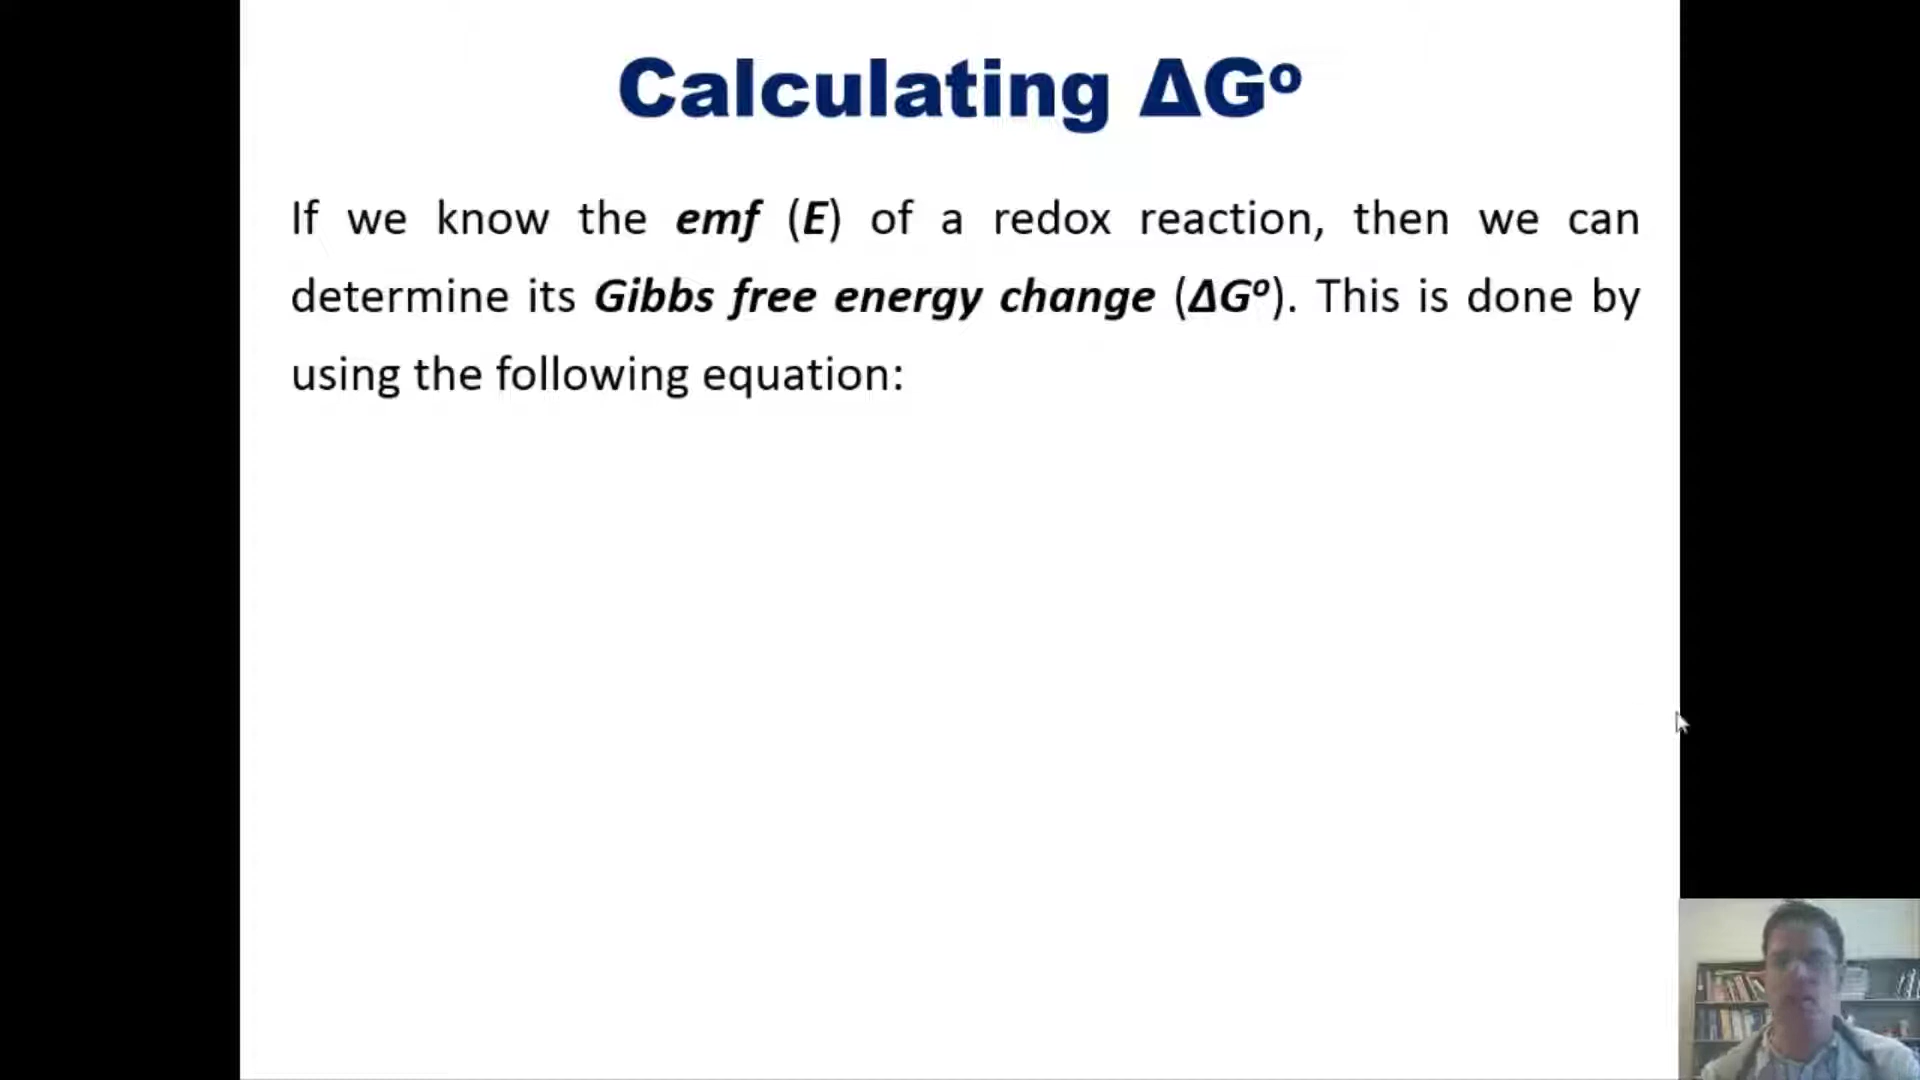 Calculating ΔGº
If we know the emf (E) of a redox reaction, then we can
determine its Gibbs free energy change (ΔGº). This is done by
using the following equation: